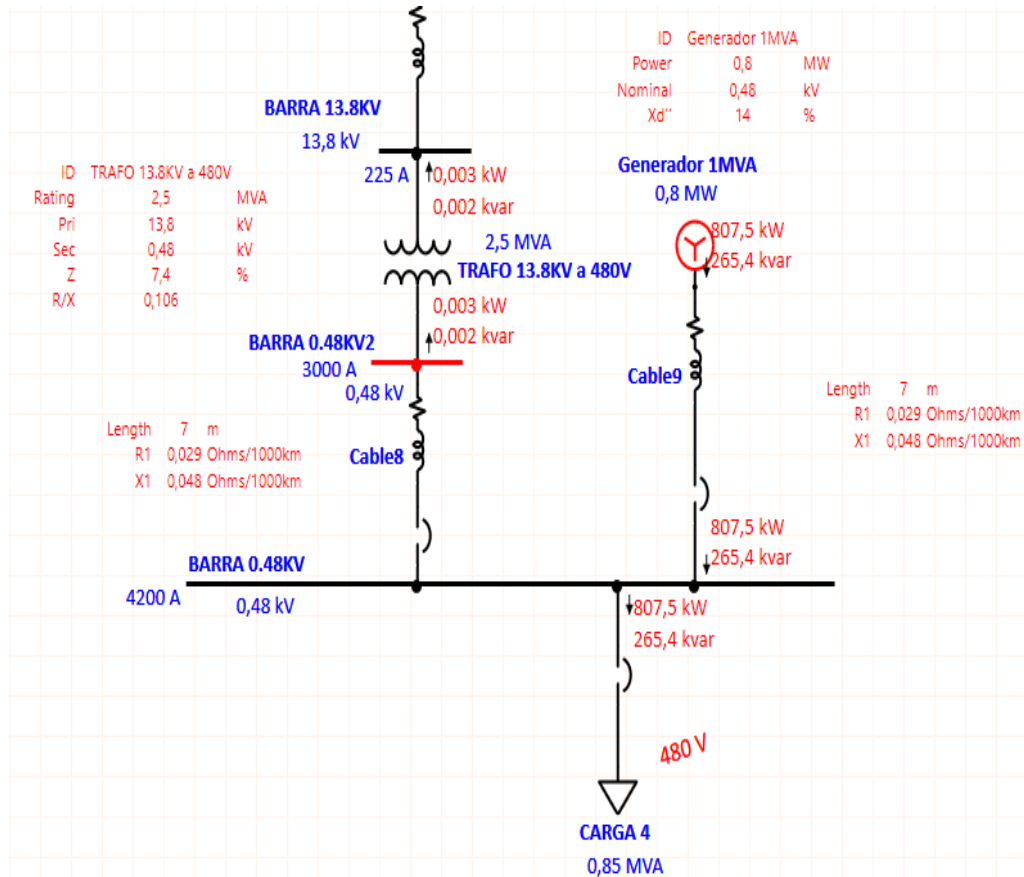 ID Generador 1MVA
Power 0,8 MW
Nominal 0,48 kV
Xd'' 14 %
BARRA 13.8KV
13,8 kV
225 A
0,003 kW
0,002 kvar
ID TRAFO 13.8KV a 480V
Rating 2,5 MVA
Pri 13,8 kV
Sec 0,48 kV
Z 7,4 %
R/X 0,106
Generador 1MVA
0,8 MW
807,5 kW
265,4 kvar
2,5 MVA
TRAFO 13.8KV a 480V
0,003 kW
0,002 kvar
BARRA 0.48KV2
3000 A
0,48 kV
Cable9
Length 7 m
R1 0,029 Ohms/1000km
X1 0,048 Ohms/1000km
Length 7 m
R1 0,029 Ohms/1000km
X1 0,048 Ohms/1000km
Cable8
807,5 kW
265,4 kvar
BARRA 0.48KV
4200 A
0,48 kV
807,5 kW
265,4 kvar
480 V
CARGA 4
0,85 MVA